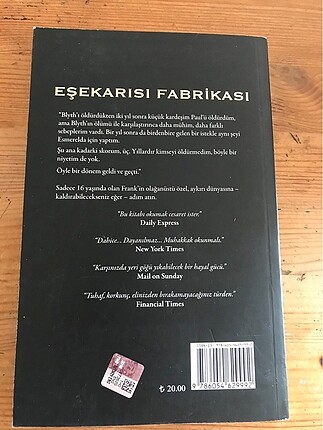 EŞEKARISI FABRİKASI
"Blyth'i öldürdükten iki yıl sonra küçük kardeşim Paul'ü öldürdüm,
ama Blyth'ın ölümü ile karşılaştırınca daha mühim, daha farklı
sebeplerim vardı. Bir yıl sonra da birdenbire gelen bir istekle aynı şeyi
Esmerelda için yaptım.
Şu ana kadarki skorum, üç. Yıllardır kimseyi öldürmedim, böyle bir
niyetim de yok.
Öyle bir dönem geldi ve geçti."
Sadece 16 yaşında olan Frank'in olağanüstü özel, aykırı dünyasına –
kaldırabilecekseniz eğer – adım atın.
"Bu kitabı okumak cesaret ister."
Daily Express
"Dahice... Dayanılmaz... Muhakkak okunmalı."
New York Times
"Karşınızda yeri göğü yıkabilecek bir hayal gücü."
Mail on Sunday
"Tuhaf, korkunç, elinizden bırakamayacağınız türden."
Financial Times
₺ 20.00
9786054629992